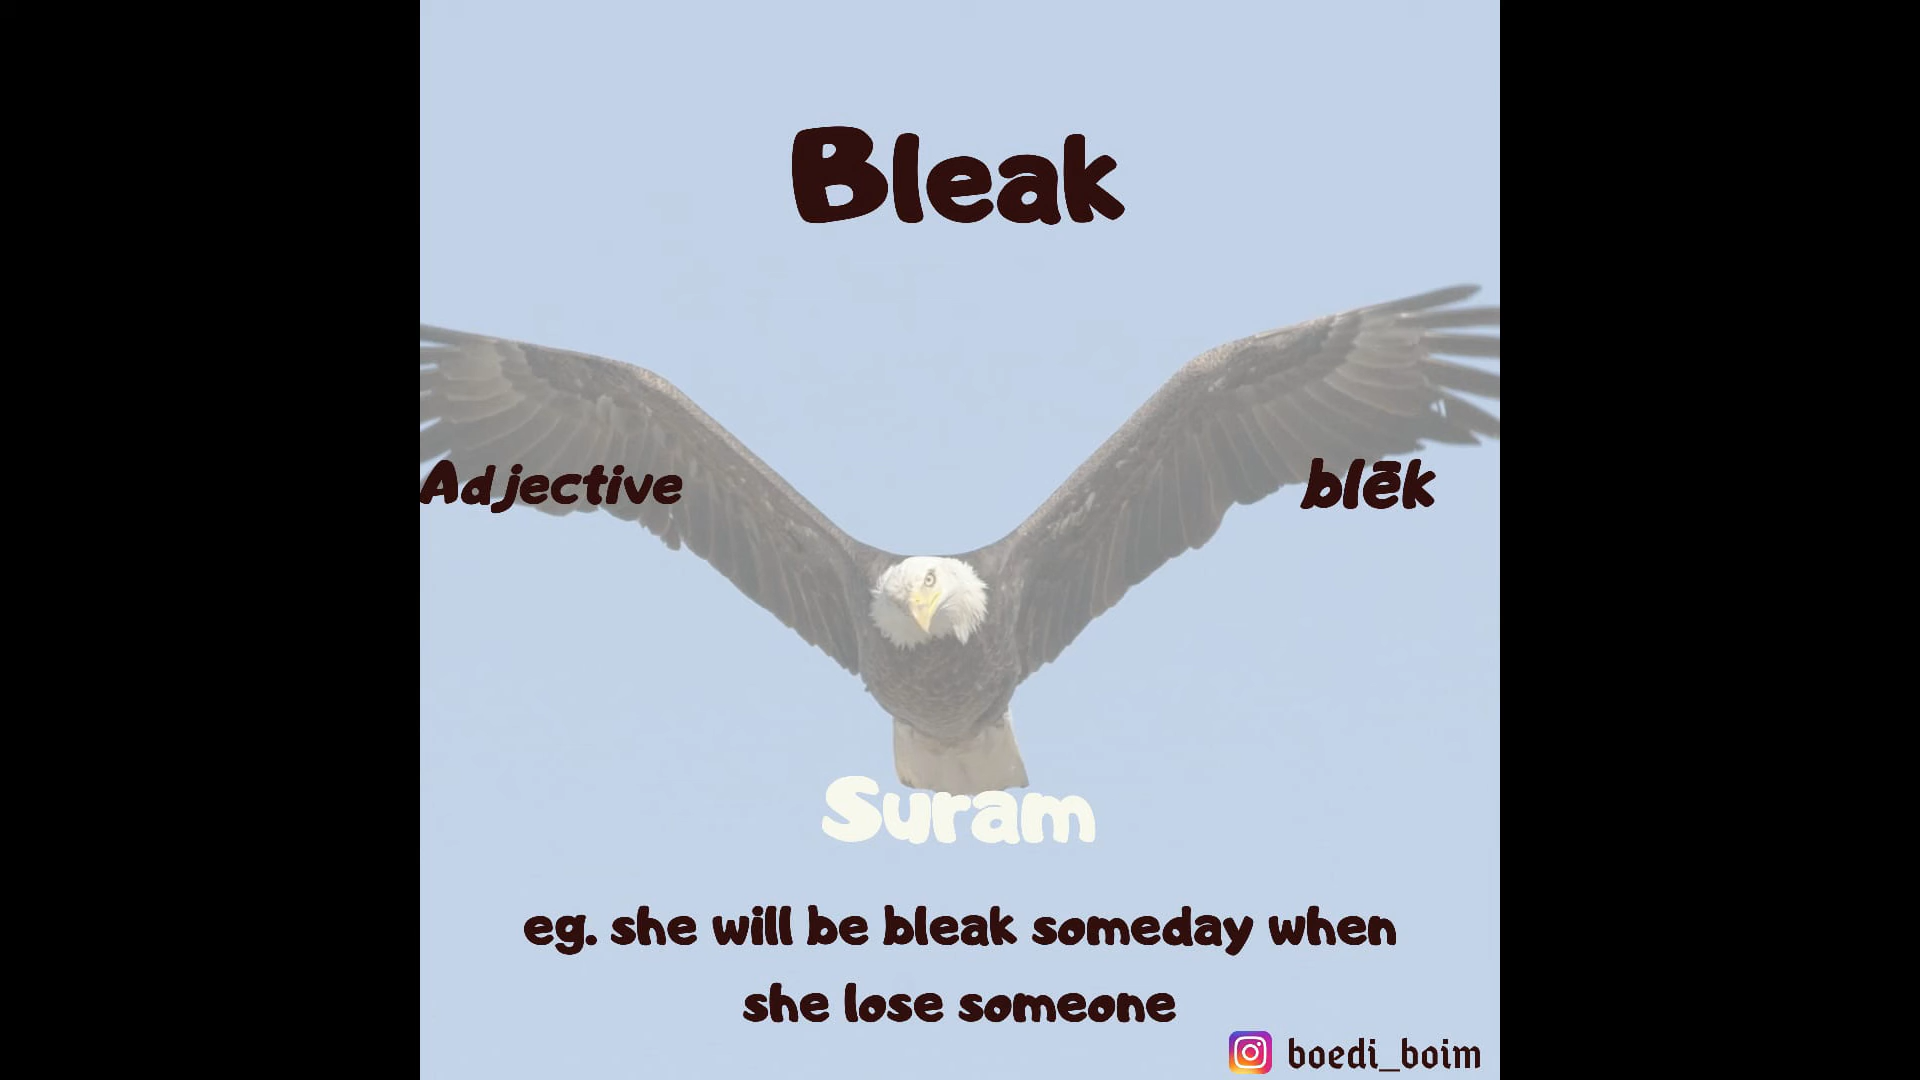 Bleak
Adjective
blēk
Suram
eg. she will be bleak someday when
she lose someone
boedi_boim